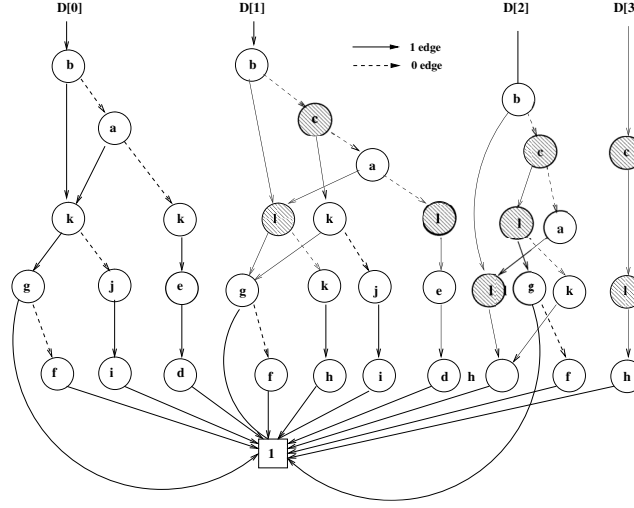 D[0] D[1] D[2] D[3
1 edge
0 edge
b b b
c
a a c c
k k l k l l a
g j e g k j e l l g k l
f i d f h i d h f h
1